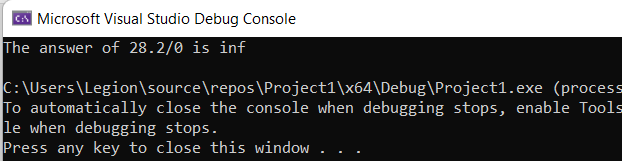 Microsoft Visual Studio Debug Console
The answer of 28.2/0 is inf
C:\Users\Legion\source\repos\Project1\x64\Debug\Project1.exe (process
To automatically close the console when debugging stops, enable Tools
le when debugging stops.
Press any key to close this window . . .